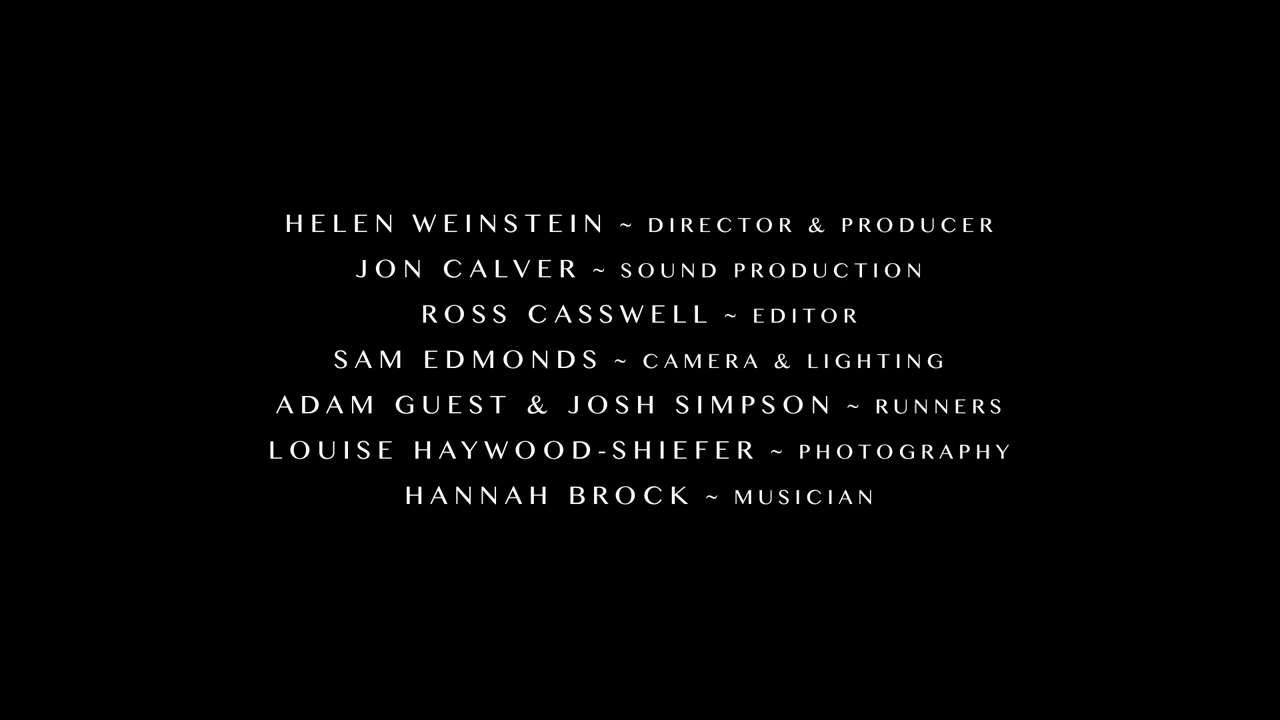 HELEN WEINSTEIN ~ DIRECTOR & PRODUCER
JON CALVER ~ SOUND PRODUCTION
ROSS CASSWELL ~ EDITOR
SAM EDMONDS ~ CAMERA & LIGHTING
ADAM GUEST & JOSH SIMPSON ~ RUNNERS
LOUISE HAYWOOD-SHIEFER ~ PHOTOGRAPHY
HANNAH BROCK ~ MUSICIAN